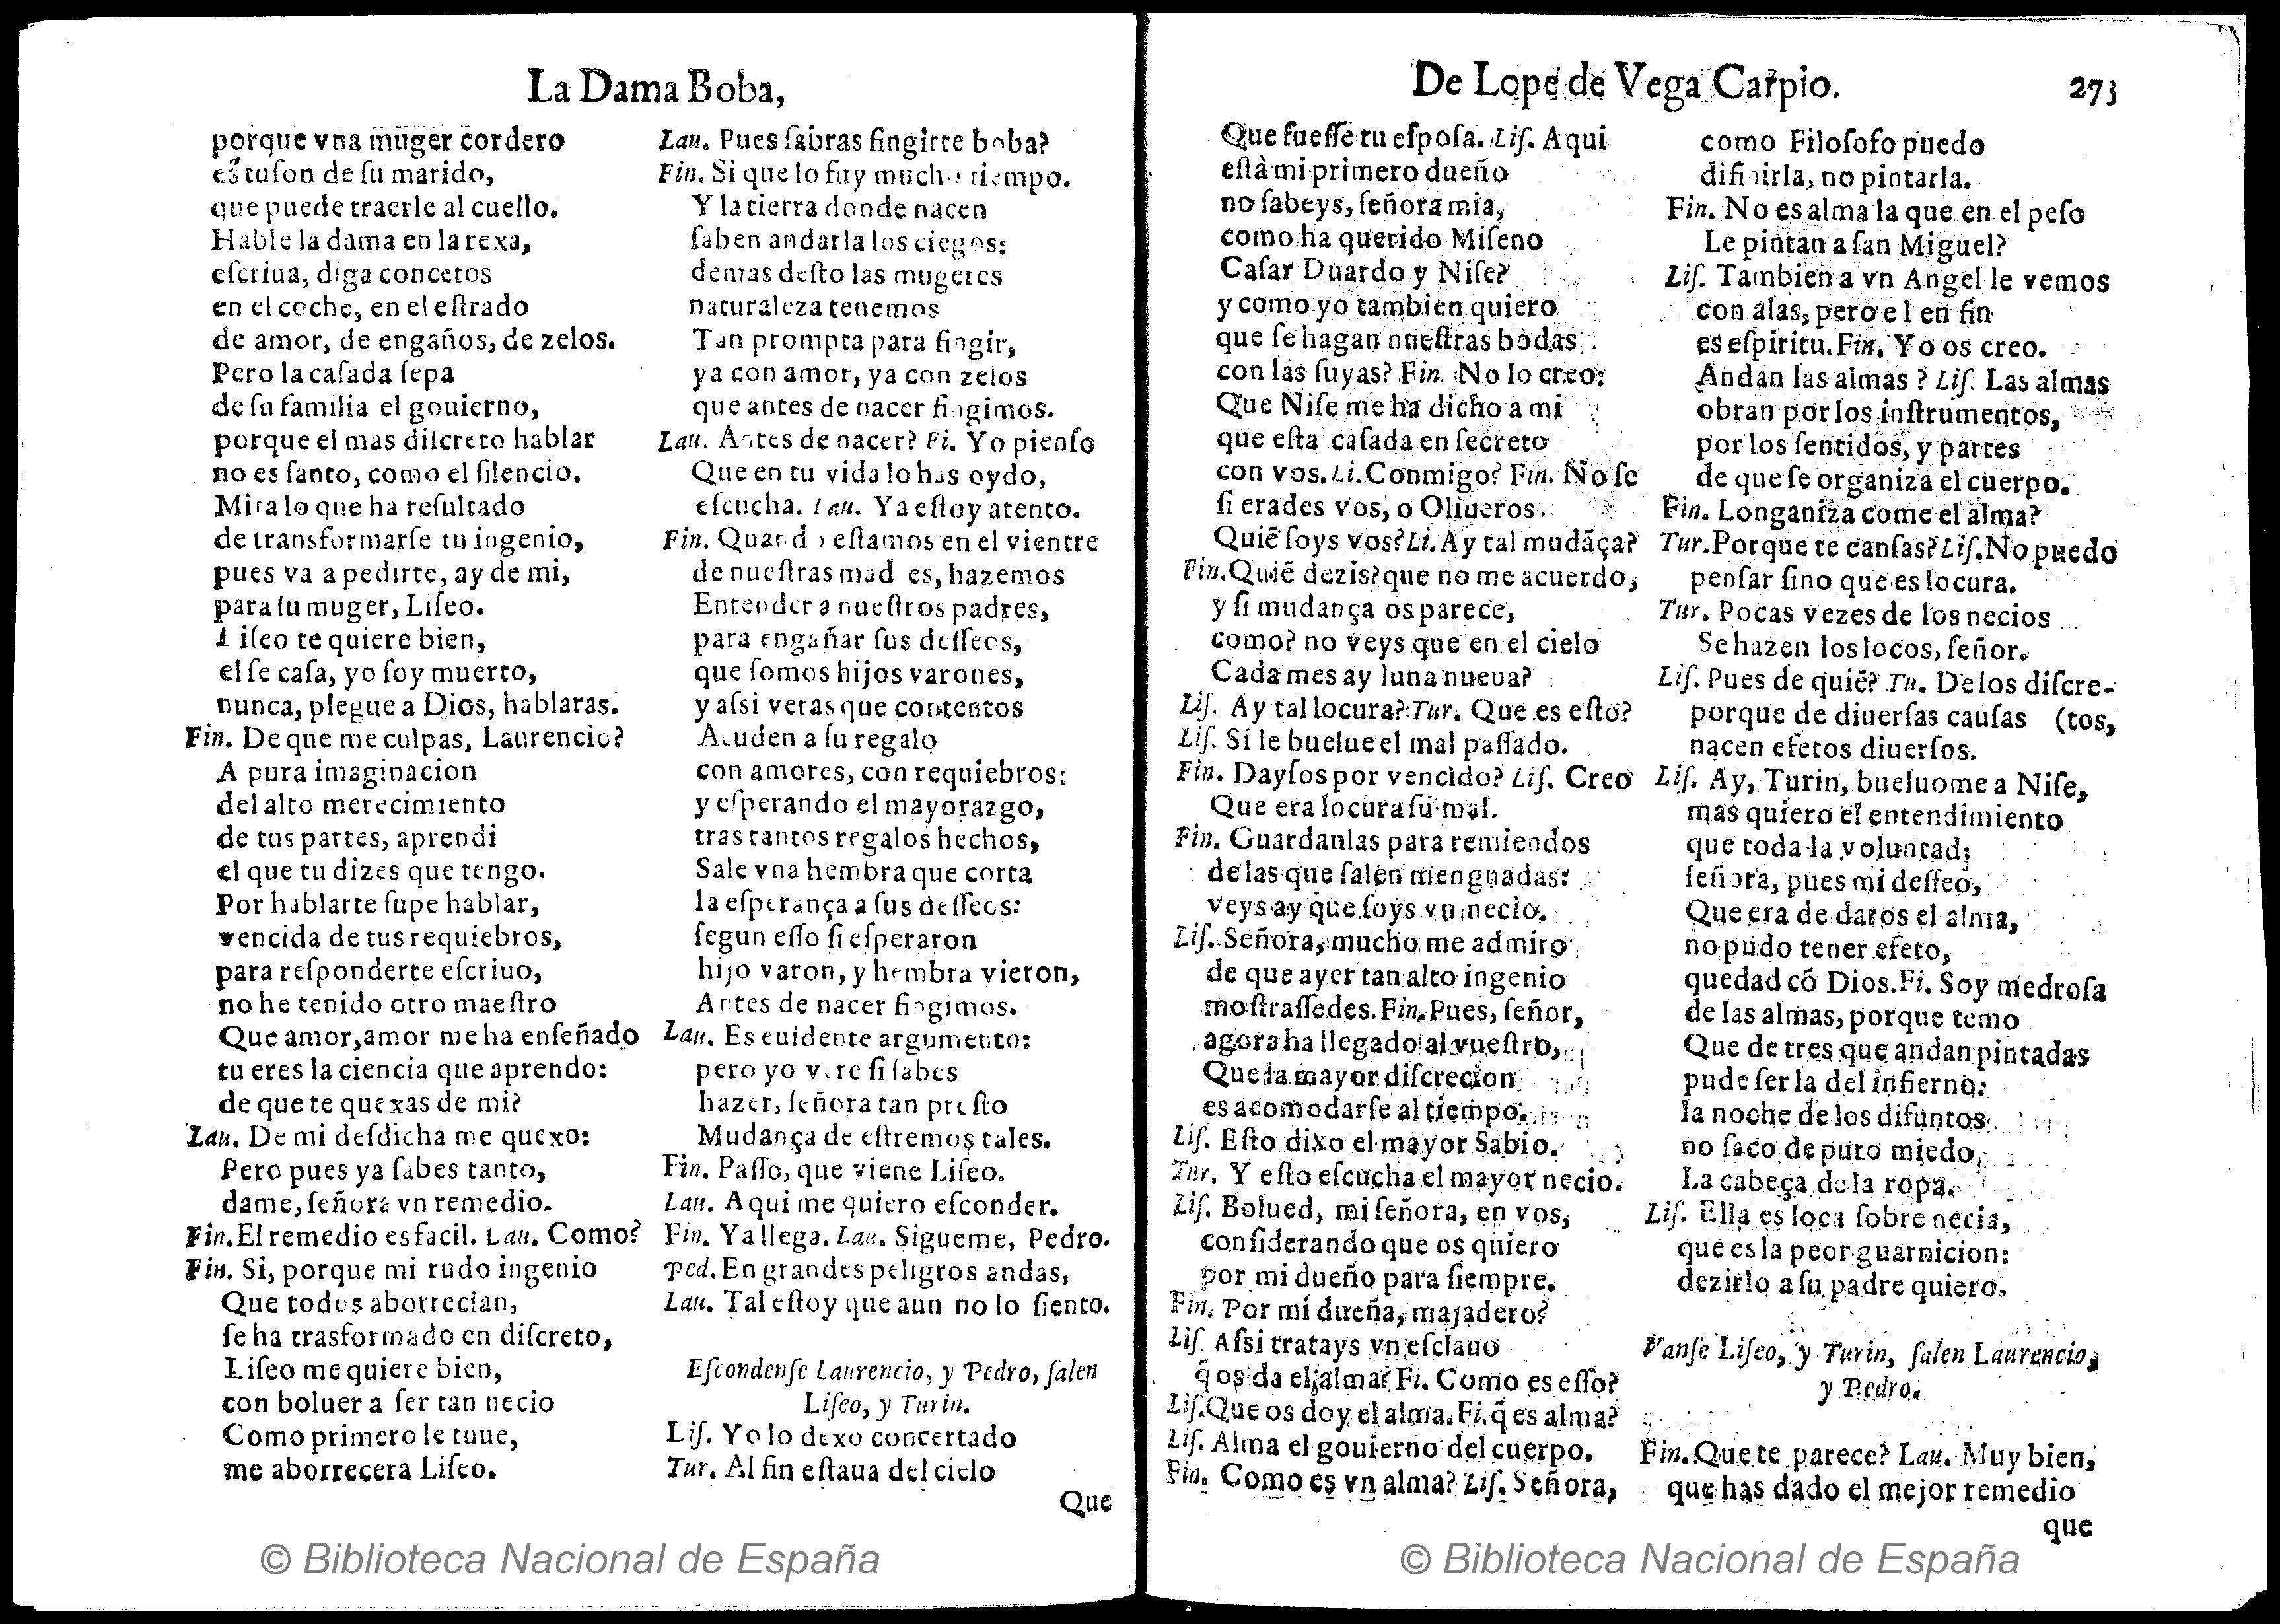 La Dama Boba,
porque vna muger cordero
es tuson de su marido,
que puede traerle al cuello.
Hable la dama en la rexa,
escriua, diga concetos
en el coche, en el estrado
de amor, de engaños, de zelos.
Pero la casada sepa
de su familia el gouierno,
porque el mas discreto hablar
no es santo, como el silencio.
Mira lo que ha resultado
de transformarse tu ingenio,
pues va a pedirte, ay de mi,
para su muger, Liseo.
Liseo te quiere bien,
el se casa, yo soy muerto,
nunca, plegue a Dios, hablaras.
Fin. De que me culpas, Laurencio?
A pura imaginacion
del alto merecimiento
de tus partes, aprendi
el que tu dizes que tengo.
Por hablarte supe hablar,
vencida de tus requiebros,
para responderte escriuo,
no he tenido otro maestro
Que amor, amor me ha enseñado
tu eres la ciencia que aprendo:
de que te quexas de mi?
Lau. De mi desdicha me quexo:
Pero pues ya sabes tanto,
dame, señora vn remedio.
Fin. El remedio es facil. Lau. Como?
Fin. Si, porque mi rudo ingenio
Que todos aborrecian,
se ha trasformado en discreto,
Liseo me quiere bien,
con boluer a ser tan necio
Como primero le tuue,
me aborrecera Liseo.
Lau. Pues sabras fingirte boba?
Fin. Si que lo fuy mucho tiempo.
Y la tierra donde nacen
saben andarla los ciegos:
demas desto las mugeres
naturaleza tenemos
Tan prompta para fingir,
ya con amor, ya con zelos
que antes de nacer fingimos.
Lau. Antes de nacer? Fi. Yo pienso
Que en tu vida lo has oydo,
escucha. Lau. Ya estoy atento.
Fin. Quando estamos en el vientre
de nuestras mad es, hazemos
Entender a nuestros padres,
para engañar sus desseos,
que somos hijos varones,
y assi veras que contentos
Acuden a su regalo
con amores, con requiebros:
y esperando el mayorazgo,
tras tantos regalos hechos,
Sale vna hembra que corta
la esperança a sus desseos:
segun esso si esperaron
hijo varon, y hembra vieron,
Antes de nacer fingimos.
Lau. Es euidente argumento:
pero yo vere si sabes
hazer, señora tan presto
Mudança de estremos tales.
Fin. Passo, que viene Liseo.
Lau. Aqui me quiero esconder.
Fin. Ya llega. Lau. Sigueme, Pedro.
Ped. En grandes peligros andas,
Lau. Tal estoy que aun no lo siento.
Escondense Laurencio, y Pedro, salen
Liseo, y Turin.
Lis. Yo lo dexo concertado
Tur. Al fin estaua del cielo
Que
De Lope de Vega Carpio. 273
Que fuesse tu esposa. Lis. Aqui
està mi primero dueño
no sabeys, señora mia,
como ha querido Miseno
Casar Duardo y Nise?
y como yo tambien quiero
que se hagan nuestras bodas
con las suyas? Fin. No lo creo:
Que Nise me ha dicho a mi
que esta casada en secreto
con vos. Li. Conmigo? Fin. No se
si erades vos, o Oliueros.
Quiẽ soys vos? Li. Ay tal mudãça?
Fin. Quiẽ dezis? que no me acuerdo,
y si mudança os parece,
como? no veys que en el cielo
Cada mes ay luna nueua?
Lis. Ay tal locura? Tur. Que es esto?
Lis. Si le buelue el mal passado.
Fin. Daysos por vencido? Lis. Creo
Que era locura su mal.
Fin. Guardanlas para remiendos
de las que salen menguadas:
veys ay que soys vn necio.
Lis. Señora, mucho me admiro
de que ayer tan alto ingenio
mostrassedes. Fin. Pues, señor,
agora ha llegado al vuestro,
Que la mayor discrecion
es acomodarse al tiempo.
Lis. Esto dixo el mayor Sabio.
Tur. Y esto escucha el mayor necio.
Lis. Bolued, mi señora, en vos,
considerando que os quiero
por mi dueño para siempre.
Fin. Por mi dueña, majadero?
Lis. Assi tratays vn esclauo
q̃ os da el alma? Fi. Como es esso?
Lis. Que os doy el alma. Fi. q̃ es alma?
Lis. Alma el gouierno del cuerpo.
Fin. Como es vn alma? Lis. Señora,
como Filosofo puedo
difinirla, no pintarla.
Fin. No es alma la que en el peso
Le pintan a san Miguel?
Lis. Tambien a vn Angel le vemos
con alas, pero el en fin
es espiritu. Fin. Yo os creo.
Andan las almas? Lis. Las almas
obran por los instrumentos,
por los sentidos, y partes
de que se organiza el cuerpo.
Fin. Longaniza come el alma?
Tur. Porque te cansas? Lis. No puedo
pensar sino que es locura.
Tur. Pocas vezes de los necios
Se hazen los locos, señor.
Lis. Pues de quiẽ? Tu. De los discre-
porque de diuersas causas (tos,
nacen efetos diuersos.
Lis. Ay, Turin, bueluome a Nise,
mas quiero el entendimiento
que toda la voluntad;
señora, pues mi desseo,
Que era de daros el alma,
no pudo tener efeto,
quedad cõ Dios. Fi. Soy medrosa
de las almas, porque temo
Que de tres que andan pintadas
pude ser la del infierno:
la noche de los difuntos
no saco de puro miedo,
La cabeça de la ropa.
Lis. Ella es loca sobre necia,
que es la peor guarnicion:
dezirlo a su padre quiero.
Vanse Liseo, y Turin, salen Laurencio,
y Pedro.
Fin. Que te parece? Lau. Muy bien,
que has dado el mejor remedio
que
© Biblioteca Nacional de España
© Biblioteca Nacional de España